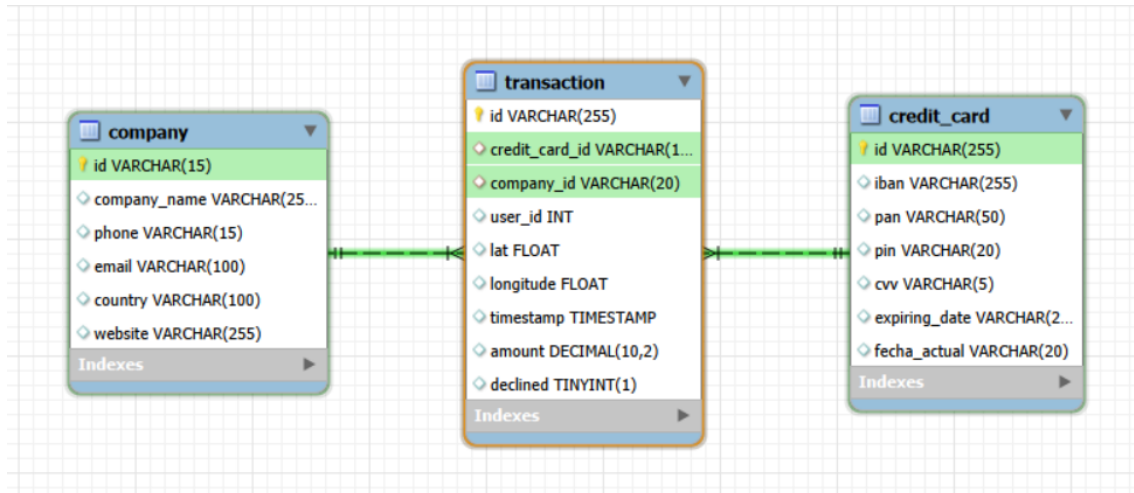 company
id VARCHAR(15)
company_name VARCHAR(25...
phone VARCHAR(15)
email VARCHAR(100)
country VARCHAR(100)
website VARCHAR(255)
Indexes
transaction
id VARCHAR(255)
credit_card_id VARCHAR(1...
company_id VARCHAR(20)
user_id INT
lat FLOAT
longitude FLOAT
timestamp TIMESTAMP
amount DECIMAL(10,2)
declined TINYINT(1)
Indexes
credit_card
id VARCHAR(255)
iban VARCHAR(255)
pan VARCHAR(50)
pin VARCHAR(20)
cvv VARCHAR(5)
expiring_date VARCHAR(2...
fecha_actual VARCHAR(20)
Indexes